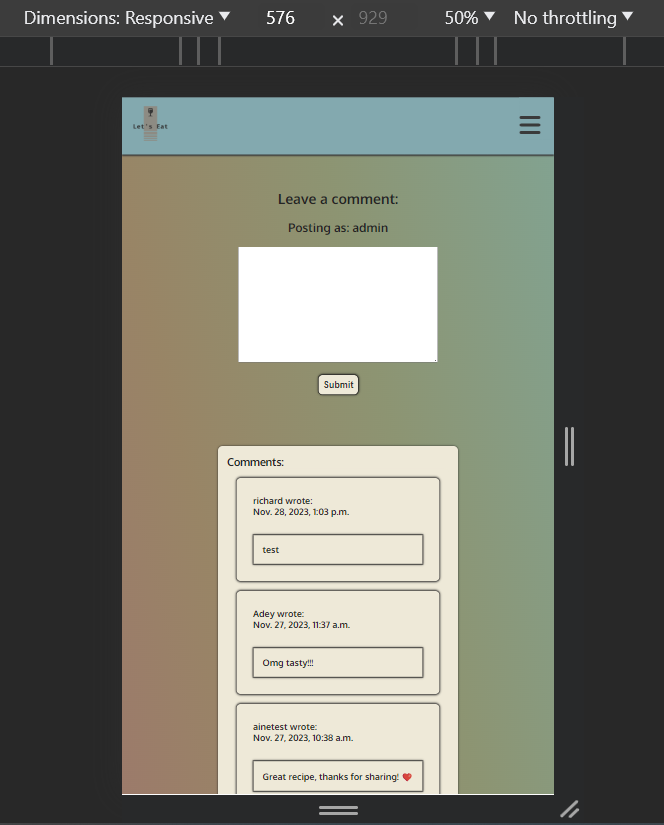 Dimensions: Responsive ▼ 576 × 929 50% ▼ No throttling ▼
Let's Eat
Leave a comment:
Posting as: admin
Submit
Comments:
richard wrote:
Nov. 28, 2023, 1:03 p.m.
test
Adey wrote:
Nov. 27, 2023, 11:37 a.m.
Omg tasty!!!
ainetest wrote:
Nov. 27, 2023, 10:38 a.m.
Great recipe, thanks for sharing! ❤️